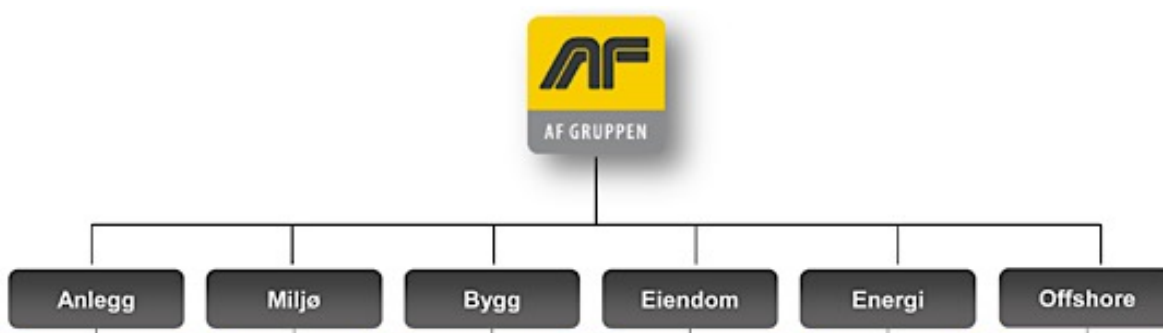 AF
AF GRUPPEN
Anlegg
Miljø
Bygg
Eiendom
Energi
Offshore